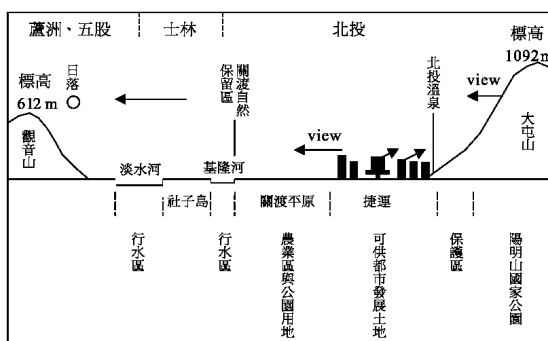 蘆洲、五股
士林
北投
標高
612 m
日落
觀音山
關渡自然
保留區
view
北投溫泉
view
標高
1092m
大屯山
淡水河
基隆河
社子島
關渡平原
捷運
行水區
行水區
農業區與公園用地
可供都市發展土地
保護區
陽明山國家公園